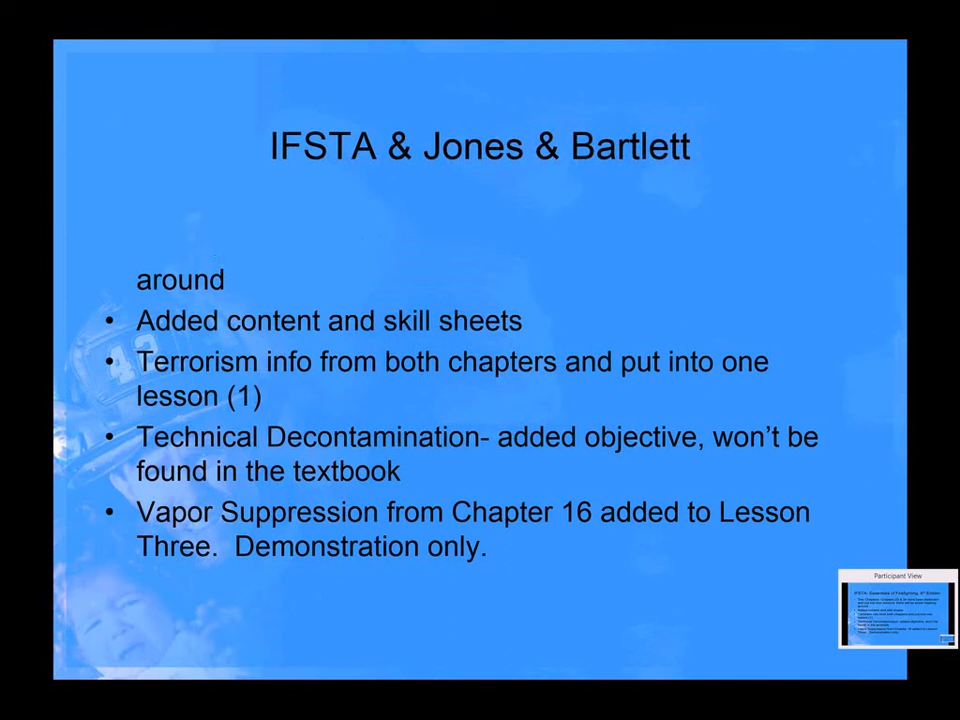 IFSTA & Jones & Bartlett
around
• Added content and skill sheets
• Terrorism info from both chapters and put into one
lesson (1)
• Technical Decontamination- added objective, won't be
found in the textbook
• Vapor Suppression from Chapter 16 added to Lesson
Three. Demonstration only.
42
Participant View